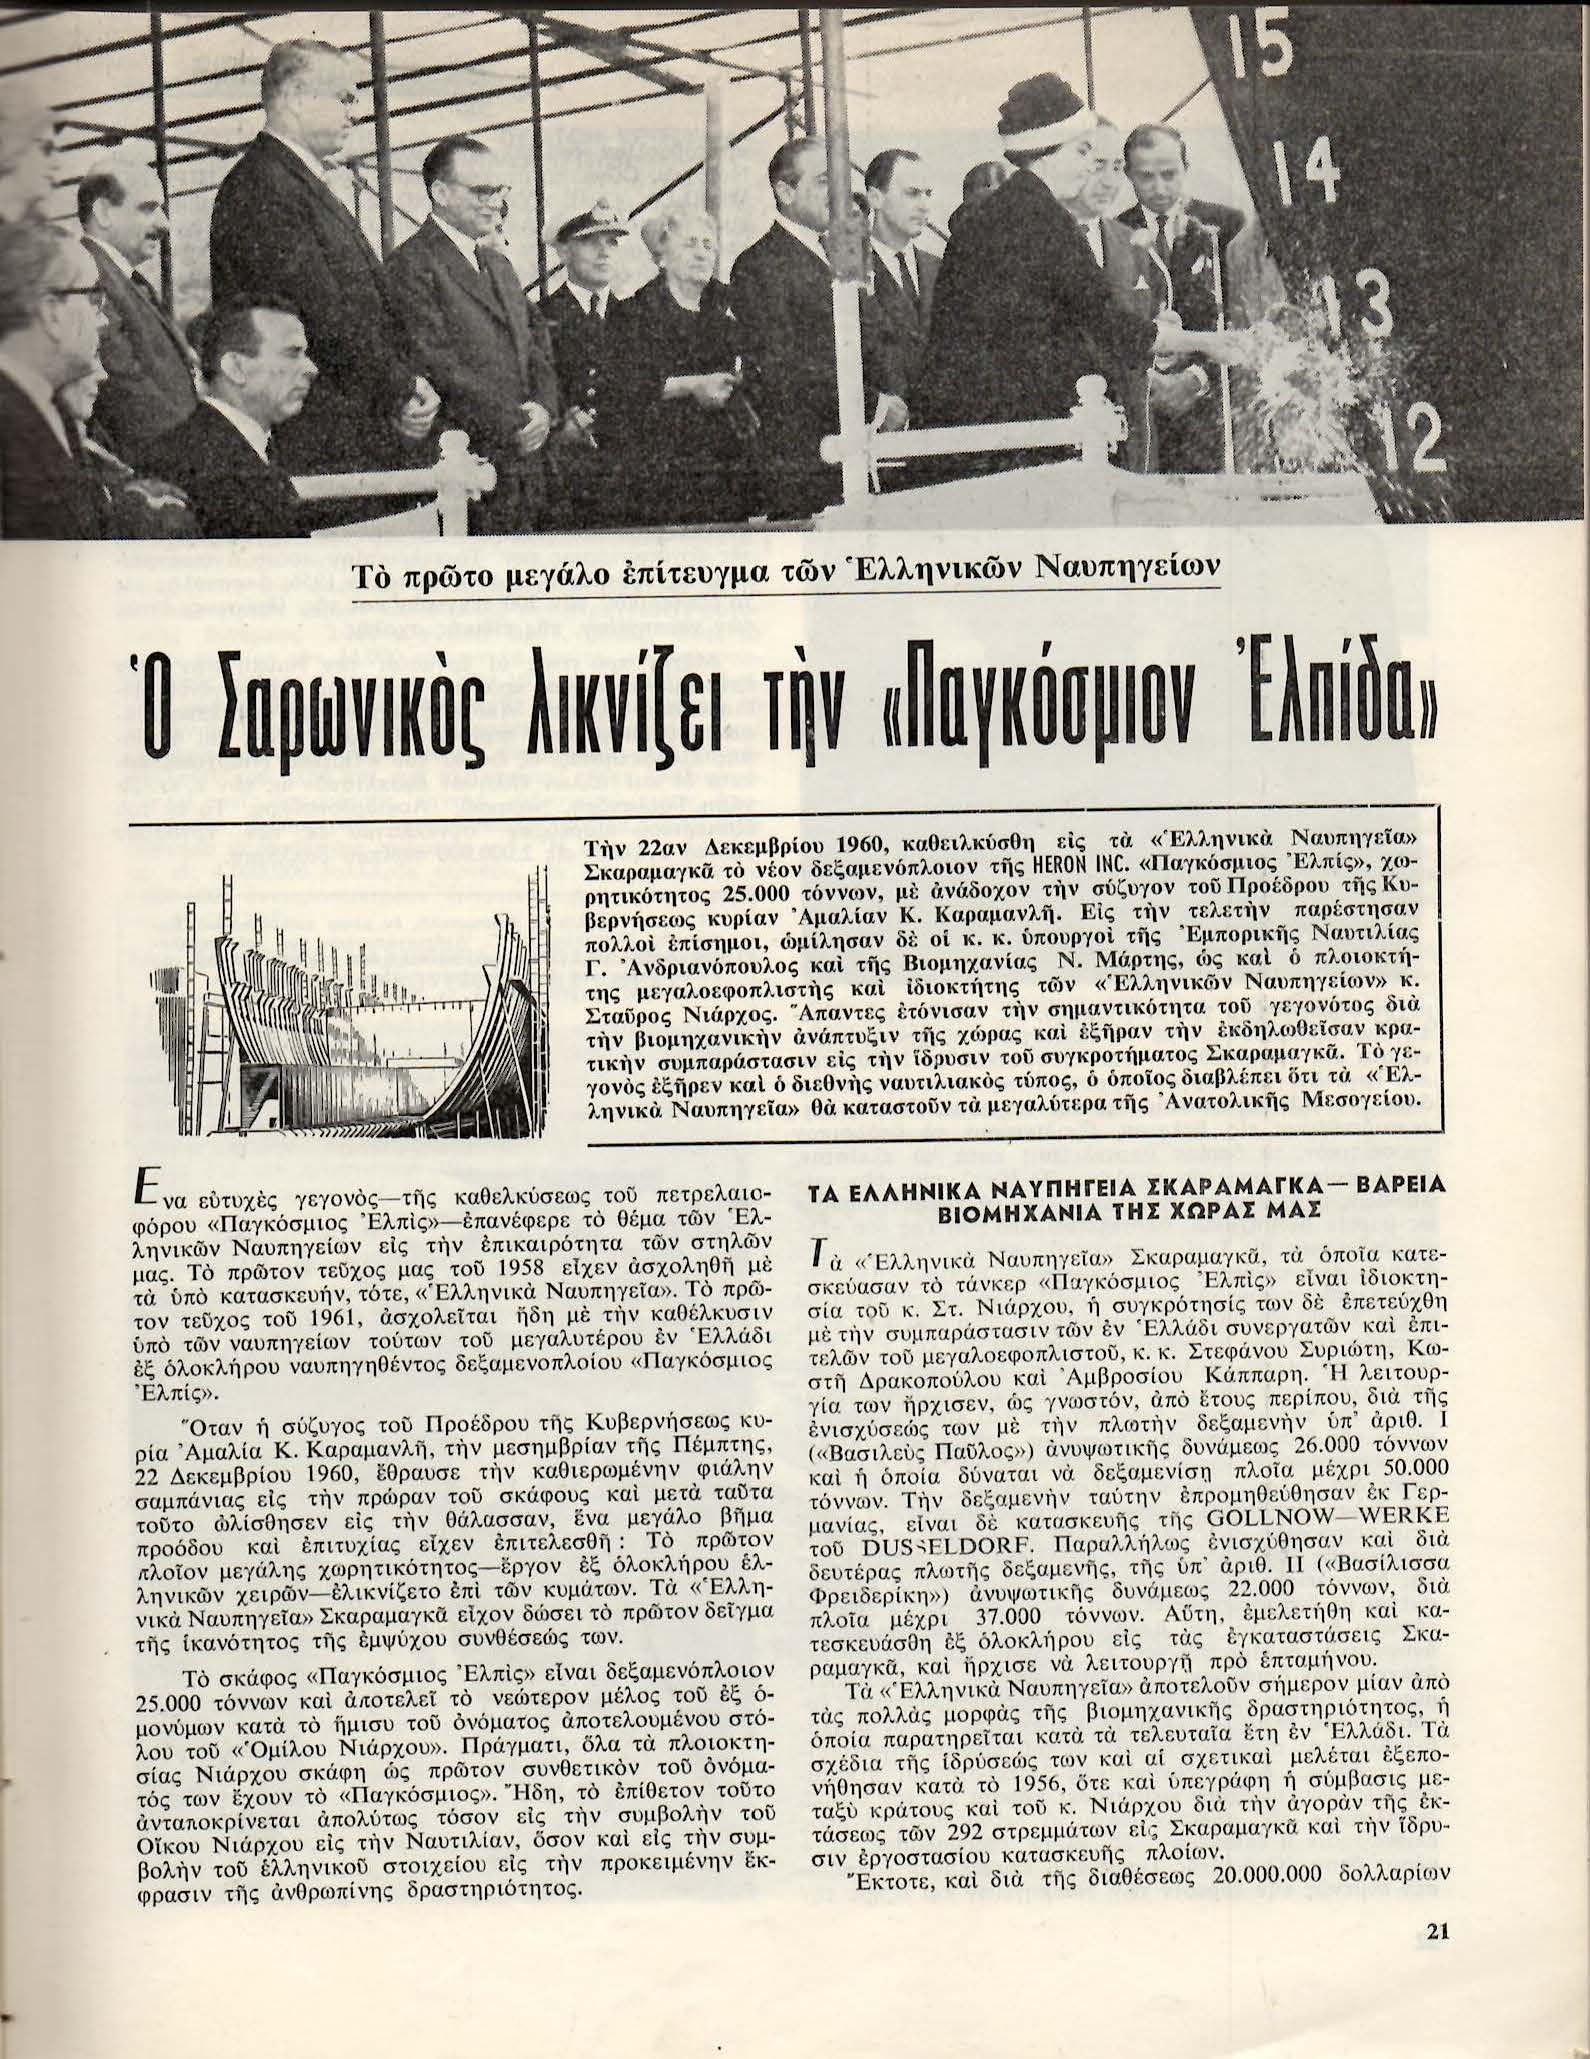 15
14
13
12
Τὸ πρῶτο μεγάλο ἐπίτευγμα τῶν Ἑλληνικῶν Ναυπηγείων
Ὁ Σαρωνικὸς λικνίζει τὴν «Παγκόσμιον Ἐλπίδα»
Τὴν 22αν Δεκεμβρίου 1960, καθειλκύσθη εἰς τὰ «Ἑλληνικὰ Ναυπηγεῖα»
Σκαραμαγκᾶ τὸ νέον δεξαμενόπλοιον τῆς HERON INC. «Παγκόσμιος Ἐλπίς», χω-
ρητικότητος 25.000 τόννων, μὲ ἀνάδοχον τὴν σύζυγον τοῦ Προέδρου τῆς Κυ-
βερνήσεως κυρίαν Ἀμαλίαν Κ. Καραμανλῆ. Εἰς τὴν τελετὴν παρέστησαν
πολλοὶ ἐπίσημοι, ὡμίλησαν δὲ οἱ κ. κ. ὑπουργοὶ τῆς Ἐμπορικῆς Ναυτιλίας
Γ. Ἀνδριανόπουλος καὶ τῆς Βιομηχανίας Ν. Μάρτης, ὡς καὶ ὁ πλοιοκτή-
της μεγαλοεφοπλιστὴς καὶ ἰδιοκτήτης τῶν «Ἑλληνικῶν Ναυπηγείων» κ.
Σταῦρος Νιάρχος. Ἅπαντες ἐτόνισαν τὴν σημαντικότητα τοῦ γεγονότος διὰ
τὴν βιομηχανικὴν ἀνάπτυξιν τῆς χώρας καὶ ἐξῆραν τὴν ἐκδηλωθεῖσαν κρα-
τικὴν συμπαράστασιν εἰς τὴν ἵδρυσιν τοῦ συγκροτήματος Σκαραμαγκᾶ. Τὸ γε-
γονὸς ἐξῆρεν καὶ ὁ διεθνὴς ναυτιλιακὸς τύπος, ὁ ὁποῖος διαβλέπει ὅτι τὰ «Ἑλ-
ληνικὰ Ναυπηγεῖα» θὰ καταστοῦν τὰ μεγαλύτερα τῆς Ἀνατολικῆς Μεσογείου.
Ἕνα εὐτυχὲς γεγονὸς—τῆς καθελκύσεως τοῦ πετρελαιο-
φόρου «Παγκόσμιος Ἐλπὶς»—ἐπανέφερε τὸ θέμα τῶν Ἑλ-
ληνικῶν Ναυπηγείων εἰς τὴν ἐπικαιρότητα τῶν στηλῶν
μας. Τὸ πρῶτον τεῦχος μας τοῦ 1958 εἶχεν ἀσχοληθῆ μὲ
τὰ ὑπὸ κατασκευήν, τότε, «Ἑλληνικὰ Ναυπηγεῖα». Τὸ πρῶ-
τον τεῦχος τοῦ 1961, ἀσχολεῖται ἤδη μὲ τὴν καθέλκυσιν
ὑπὸ τῶν ναυπηγείων τούτων τοῦ μεγαλυτέρου ἐν Ἑλλάδι
ἐξ ὁλοκλήρου ναυπηγηθέντος δεξαμενοπλοίου «Παγκόσμιος
Ἐλπίς».
Ὅταν ἡ σύζυγος τοῦ Προέδρου τῆς Κυβερνήσεως κυ-
ρία Ἀμαλία Κ. Καραμανλῆ, τὴν μεσημβρίαν τῆς Πέμπτης,
22 Δεκεμβρίου 1960, ἔθραυσε τὴν καθιερωμένην φιάλην
σαμπάνιας εἰς τὴν πρώραν τοῦ σκάφους καὶ μετὰ ταῦτα
τοῦτο ὠλίσθησεν εἰς τὴν θάλασσαν, ἕνα μεγάλο βῆμα
προόδου καὶ ἐπιτυχίας εἶχεν ἐπιτελεσθῆ : Τὸ πρῶτον
πλοῖον μεγάλης χωρητικότητος—ἔργον ἐξ ὁλοκλήρου ἑλ-
ληνικῶν χειρῶν—ἐλικνίζετο ἐπὶ τῶν κυμάτων. Τὰ «Ἑλλη-
νικὰ Ναυπηγεῖα» Σκαραμαγκᾶ εἶχον δώσει τὸ πρῶτον δεῖγμα
τῆς ἱκανότητος τῆς ἐμψύχου συνθέσεώς των.
Τὸ σκάφος «Παγκόσμιος Ἐλπὶς» εἶναι δεξαμενόπλοιον
25.000 τόννων καὶ ἀποτελεῖ τὸ νεώτερον μέλος τοῦ ἐξ ὁ-
μονύμων κατὰ τὸ ἥμισυ τοῦ ὀνόματος ἀποτελουμένου στό-
λου τοῦ «Ὁμίλου Νιάρχου». Πράγματι, ὅλα τὰ πλοιοκτη-
σίας Νιάρχου σκάφη ὡς πρῶτον συνθετικὸν τοῦ ὀνόμα-
τός των ἔχουν τὸ «Παγκόσμιος». Ἤδη, τὸ ἐπίθετον τοῦτο
ἀνταποκρίνεται ἀπολύτως τόσον εἰς τὴν συμβολὴν τοῦ
Οἴκου Νιάρχου εἰς τὴν Ναυτιλίαν, ὅσον καὶ εἰς τὴν συμ-
βολὴν τοῦ ἑλληνικοῦ στοιχείου εἰς τὴν προκειμένην ἔκ-
φρασιν τῆς ἀνθρωπίνης δραστηριότητος.
ΤΑ ΕΛΛΗΝΙΚΑ ΝΑΥΠΗΓΕΙΑ ΣΚΑΡΑΜΑΓΚΑ— ΒΑΡΕΙΑ
ΒΙΟΜΗΧΑΝΙΑ ΤΗΣ ΧΩΡΑΣ ΜΑΣ
Τὰ «Ἑλληνικὰ Ναυπηγεῖα» Σκαραμαγκᾶ, τὰ ὁποῖα κατε-
σκεύασαν τὸ τάνκερ «Παγκόσμιος Ἐλπὶς» εἶναι ἰδιοκτη-
σία τοῦ κ. Στ. Νιάρχου, ἡ συγκρότησίς των δὲ ἐπετεύχθη
μὲ τὴν συμπαράστασιν τῶν ἐν Ἑλλάδι συνεργατῶν καὶ ἐπι-
τελῶν τοῦ μεγαλοεφοπλιστοῦ, κ. κ. Στεφάνου Συριώτη, Κω-
στῆ Δρακοπούλου καὶ Ἀμβροσίου Κάππαρη. Ἡ λειτουρ-
γία των ἤρχισεν, ὡς γνωστόν, ἀπὸ ἔτους περίπου, διὰ τῆς
ἐνισχύσεώς των μὲ τὴν πλωτὴν δεξαμενὴν ὑπ' ἀριθ. Ι
(«Βασιλεὺς Παῦλος») ἀνυψωτικῆς δυνάμεως 26.000 τόννων
καὶ ἡ ὁποία δύναται νὰ δεξαμενίσῃ πλοῖα μέχρι 50.000
τόννων. Τὴν δεξαμενὴν ταύτην ἐπρομηθεύθησαν ἐκ Γερ-
μανίας, εἶναι δὲ κατασκευῆς τῆς GOLLNOW—WERKE
τοῦ DUSSELDORF. Παραλλήλως ἐνισχύθησαν καὶ διὰ
δευτέρας πλωτῆς δεξαμενῆς, τῆς ὑπ' ἀριθ. ΙΙ («Βασίλισσα
Φρειδερίκη») ἀνυψωτικῆς δυνάμεως 22.000 τόννων, διὰ
πλοῖα μέχρι 37.000 τόννων. Αὕτη, ἐμελετήθη καὶ κα-
τεσκευάσθη ἐξ ὁλοκλήρου εἰς τὰς ἐγκαταστάσεις Σκα-
ραμαγκᾶ, καὶ ἤρχισε νὰ λειτουργῇ πρὸ ἑπταμήνου.
Τὰ «Ἑλληνικὰ Ναυπηγεῖα» ἀποτελοῦν σήμερον μίαν ἀπὸ
τὰς πολλὰς μορφὰς τῆς βιομηχανικῆς δραστηριότητος, ἡ
ὁποία παρατηρεῖται κατὰ τὰ τελευταῖα ἔτη ἐν Ἑλλάδι. Τὰ
σχέδια τῆς ἱδρύσεώς των καὶ αἱ σχετικαὶ μελέται ἐξεπο-
νήθησαν κατὰ τὸ 1956, ὅτε καὶ ὑπεγράφη ἡ σύμβασις με-
ταξὺ κράτους καὶ τοῦ κ. Νιάρχου διὰ τὴν ἀγορὰν τῆς ἐκ-
τάσεως τῶν 292 στρεμμάτων εἰς Σκαραμαγκᾶ καὶ τὴν ἵδρυ-
σιν ἐργοστασίου κατασκευῆς πλοίων.
Ἔκτοτε, καὶ διὰ τῆς διαθέσεως 20.000.000 δολλαρίων
21